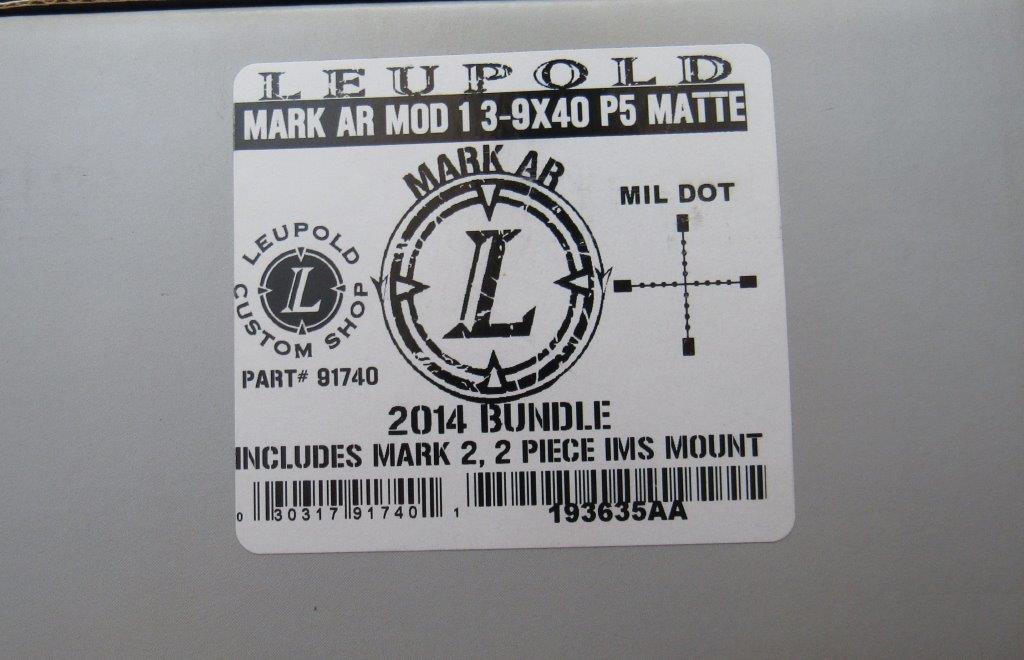 LEUPOLD
MARK AR MOD 1 3-9X40 P5 MATTE
MARK AR
MIL DOT
L
LEUPOLD
L
CUSTOM SHOP
PART# 91740
2014 BUNDLE
INCLUDES MARK 2, 2 PIECE IMS MOUNT
0 30317 91740 1
193635AA